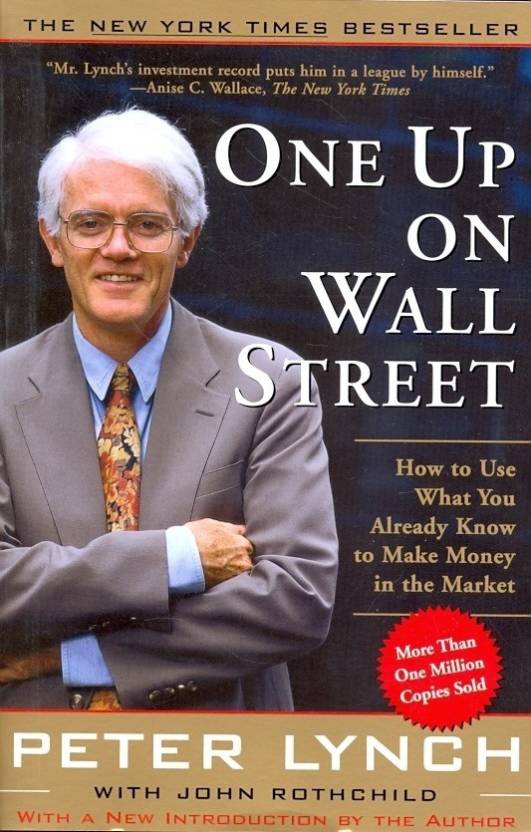 THE NEW YORK TIMES BESTSELLER
“Mr. Lynch’s investment record puts him in a league by himself.”
—Anise C. Wallace, The New York Times
ONE UP
ON
WALL
STREET
How to Use
What You
Already Know
to Make Money
in the Market
More Than
One Million
Copies Sold
PETER LYNCH
WITH JOHN ROTHCHILD
WITH A NEW INTRODUCTION BY THE AUTHOR